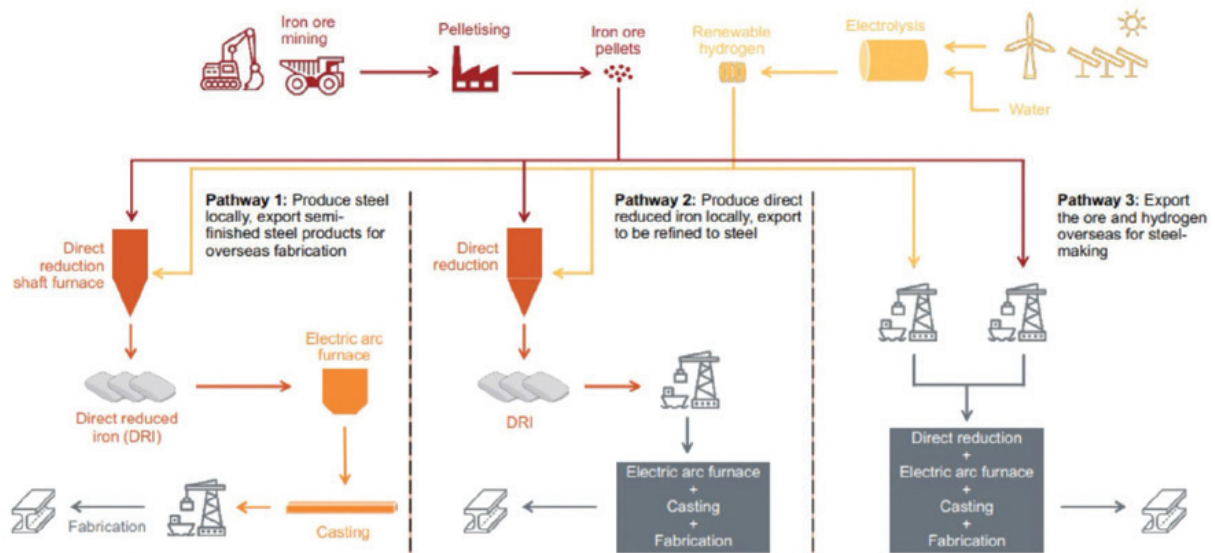 Iron ore
mining
Pelletising
Iron ore
pellets
Renewable
hydrogen
Electrolysis
Water
Pathway 1: Produce steel
locally, export semi-
finished steel products for
overseas fabrication
Direct
reduction
shaft furnace
Electric arc
furnace
Direct reduced
iron (DRI)
Fabrication
Casting
Pathway 2: Produce direct
reduced iron locally, export
to be refined to steel
Direct
reduction
DRI
Electric arc furnace
+
Casting
+
Fabrication
Pathway 3: Export
the ore and hydrogen
overseas for steel-
making
Direct reduction
+
Electric arc furnace
+
Casting
+
Fabrication